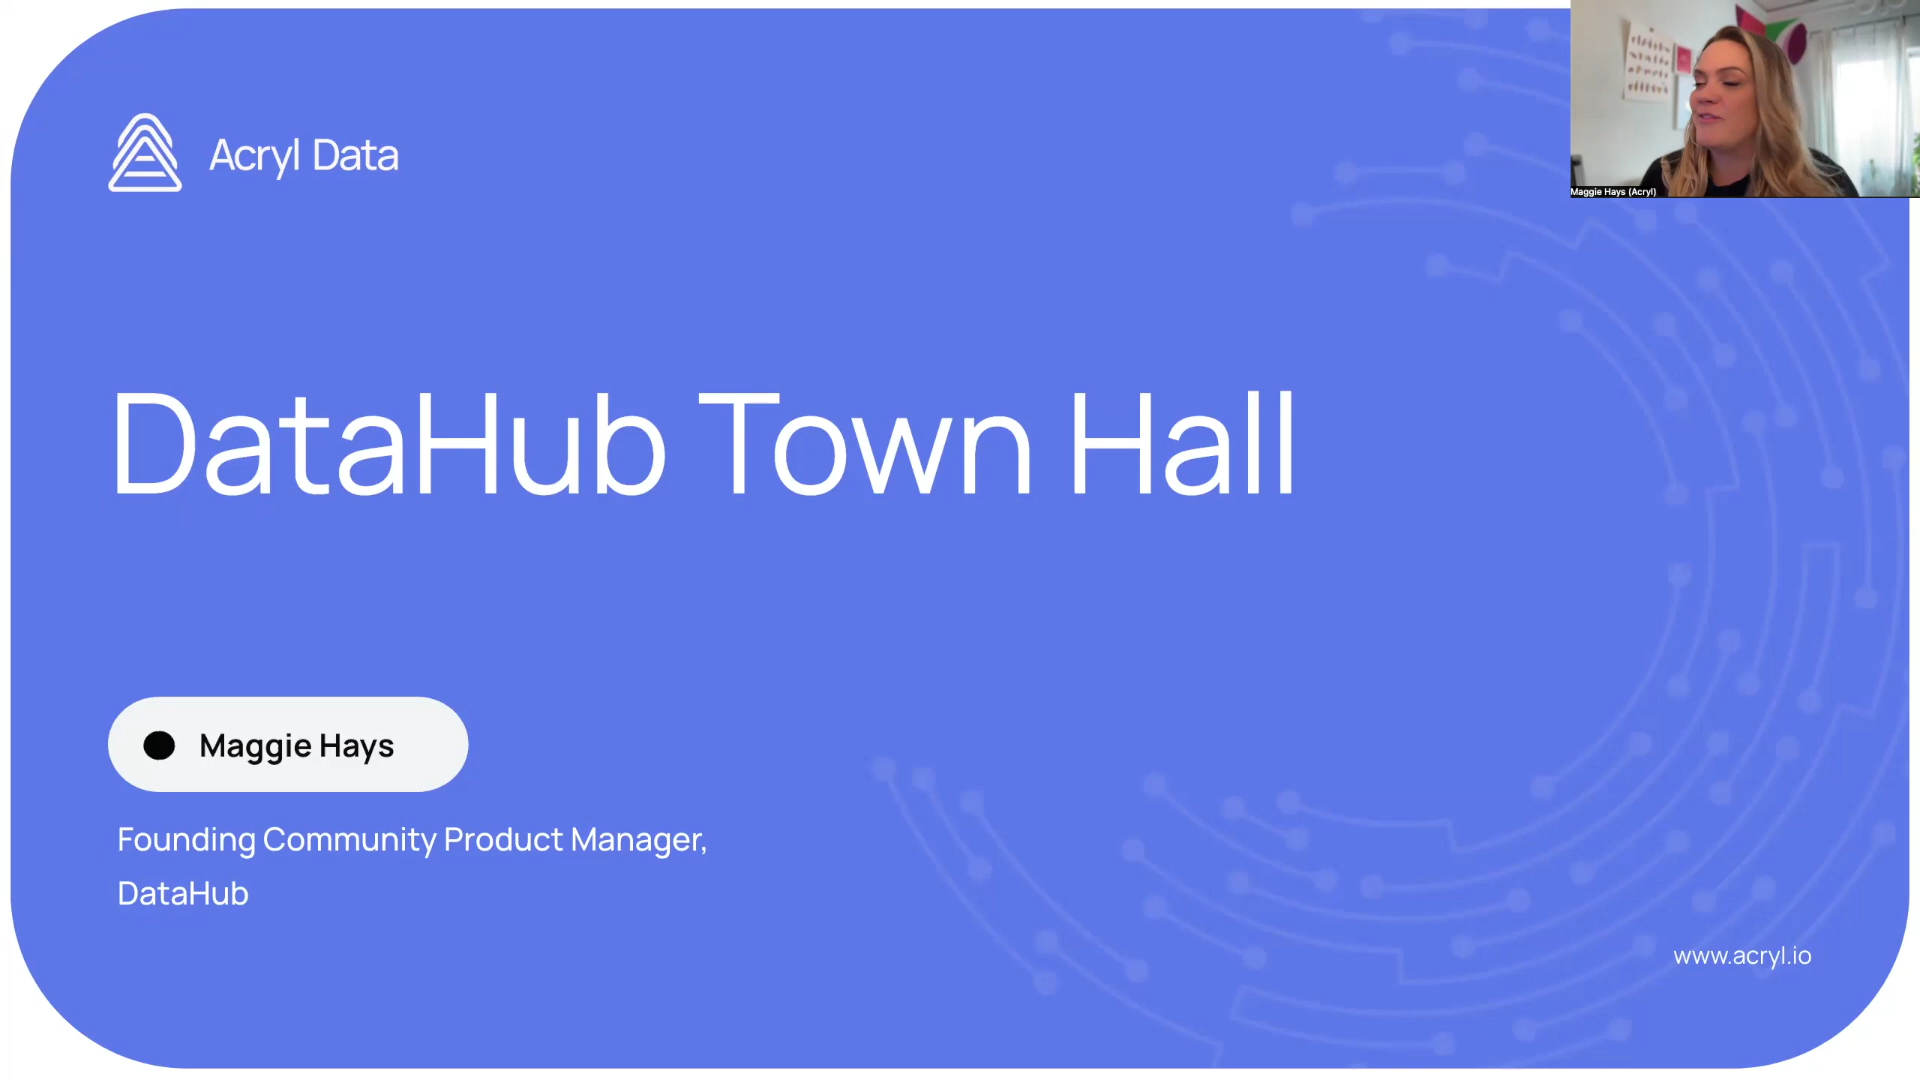 Acryl Data
Maggie Hays (Acryl)
DataHub Town Hall
Maggie Hays
Founding Community Product Manager,
DataHub
www.acryl.io